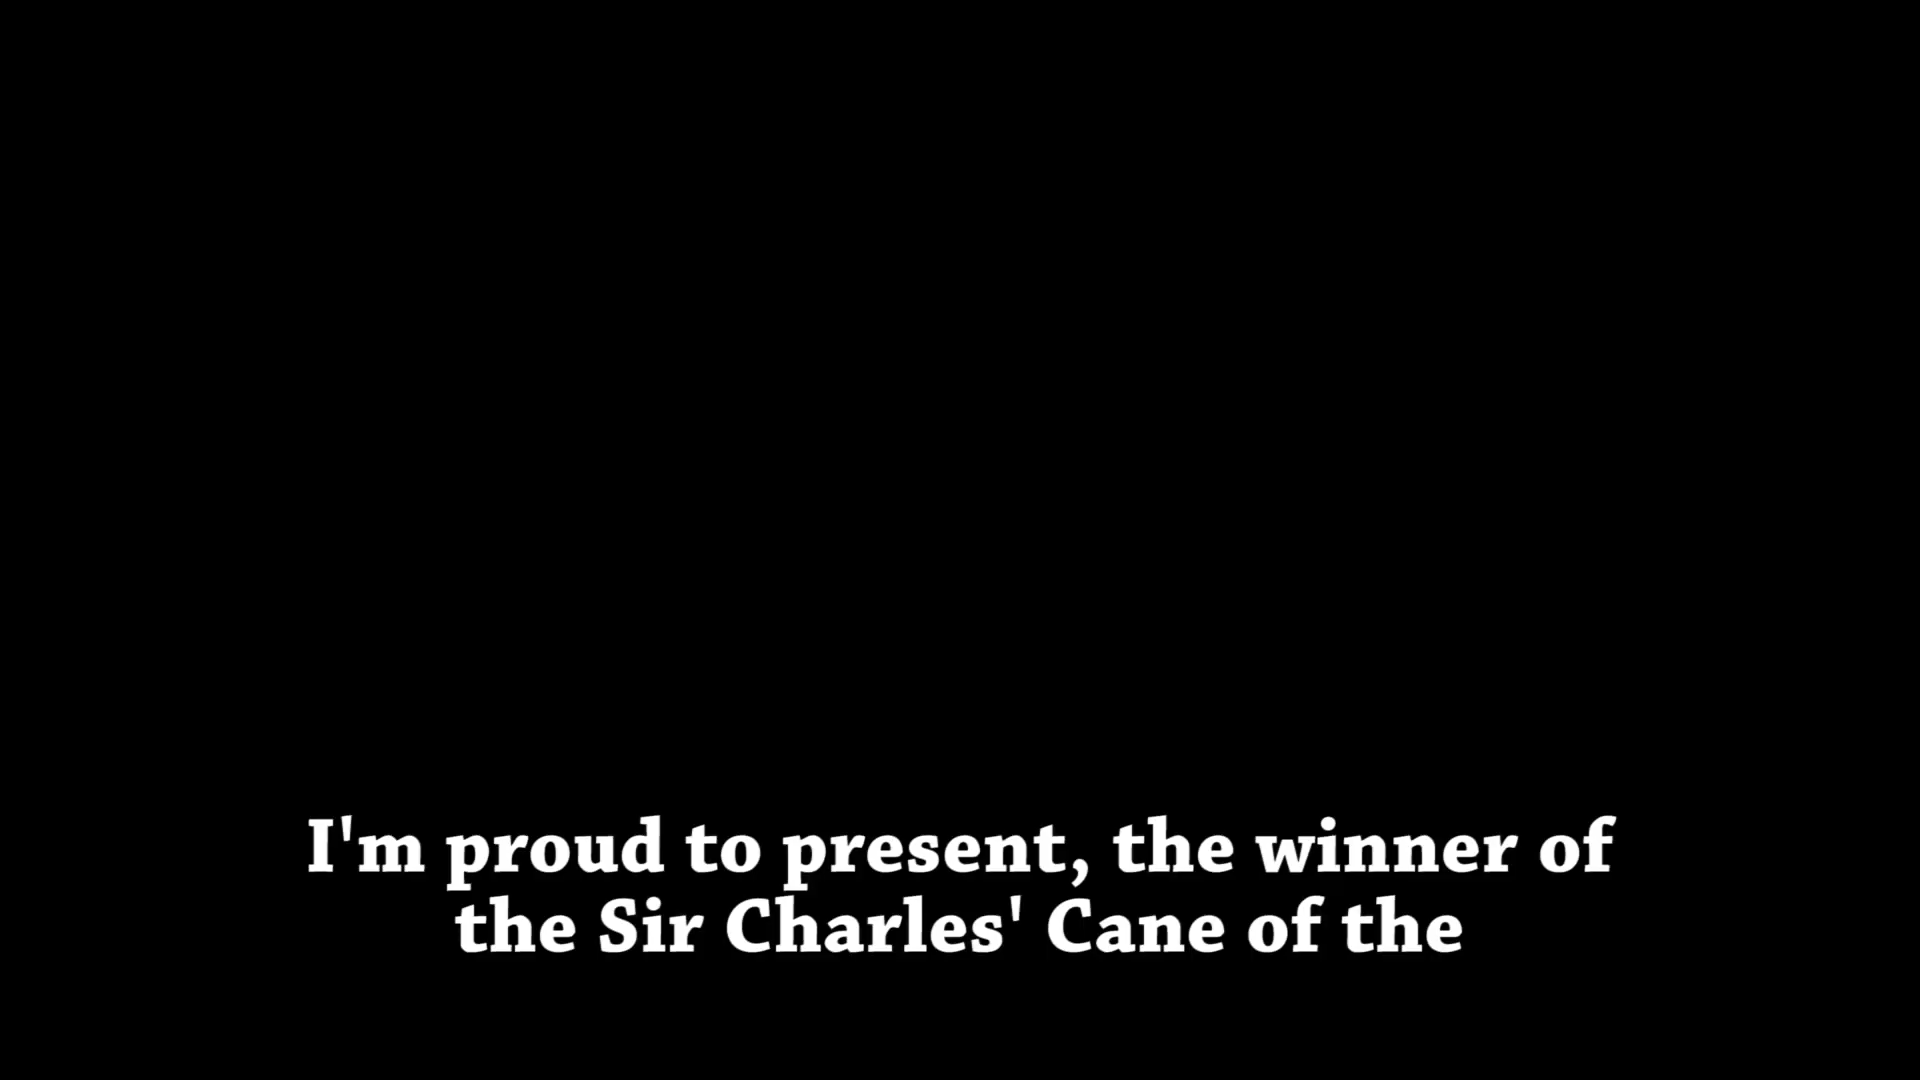 I'm proud to present, the winner of
the Sir Charles' Cane of the